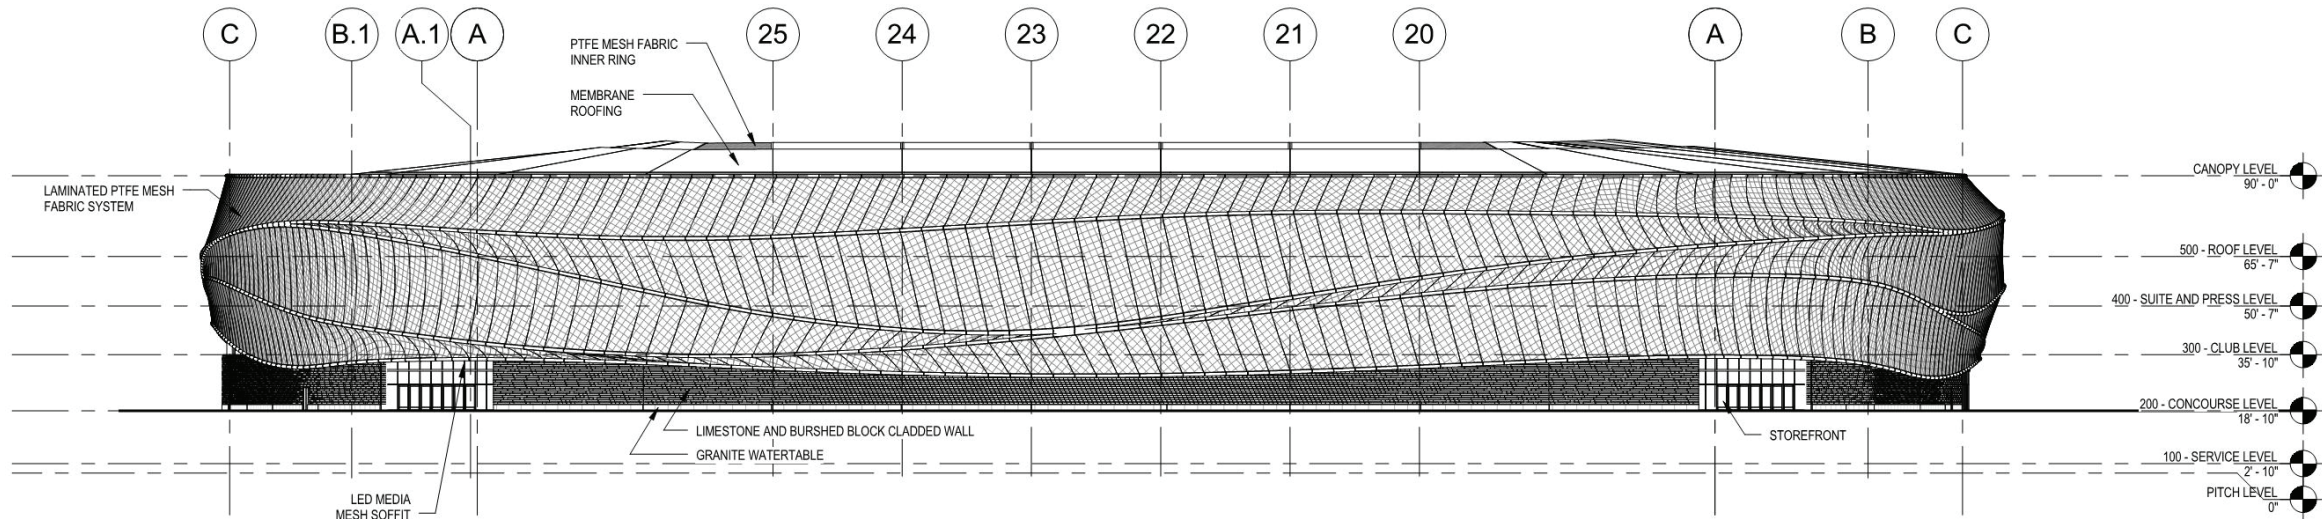 C
B.1
A.1
A
25
24
23
22
21
20
A
B
C
PTFE MESH FABRIC
INNER RING
MEMBRANE
ROOFING
LAMINATED PTFE MESH
FABRIC SYSTEM
CANOPY LEVEL
90' - 0"
500 - ROOF LEVEL
65' - 7"
400 - SUITE AND PRESS LEVEL
50' - 7"
300 - CLUB LEVEL
35' - 10"
200 - CONCOURSE LEVEL
18' - 10"
LIMESTONE AND BURSHED BLOCK CLADDED WALL
GRANITE WATERTABLE
STOREFRONT
100 - SERVICE LEVEL
2' - 10"
PITCH LEVEL
0"
LED MEDIA
MESH SOFFIT